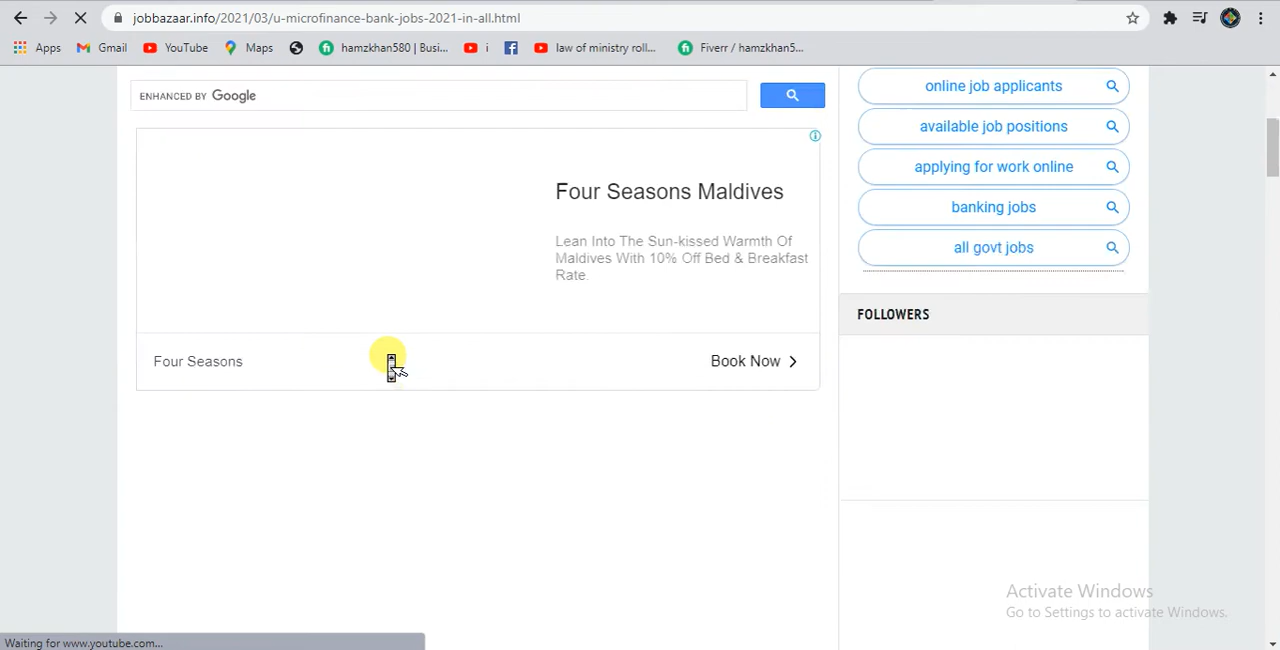 jobbazaar.info/2021/03/u-microfinance-bank-jobs-2021-in-all.html
Apps Gmail YouTube Maps hamzkhan580 | Busi... i law of ministry roll... Fiverr / hamzkhan5...
ENHANCED BY Google
Four Seasons Maldives
Lean Into The Sun-kissed Warmth Of
Maldives With 10% Off Bed & Breakfast
Rate.
Four Seasons
Book Now
online job applicants
available job positions
applying for work online
banking jobs
all govt jobs
FOLLOWERS
Activate Windows
Go to Settings to activate Windows.
Waiting for www.youtube.com...